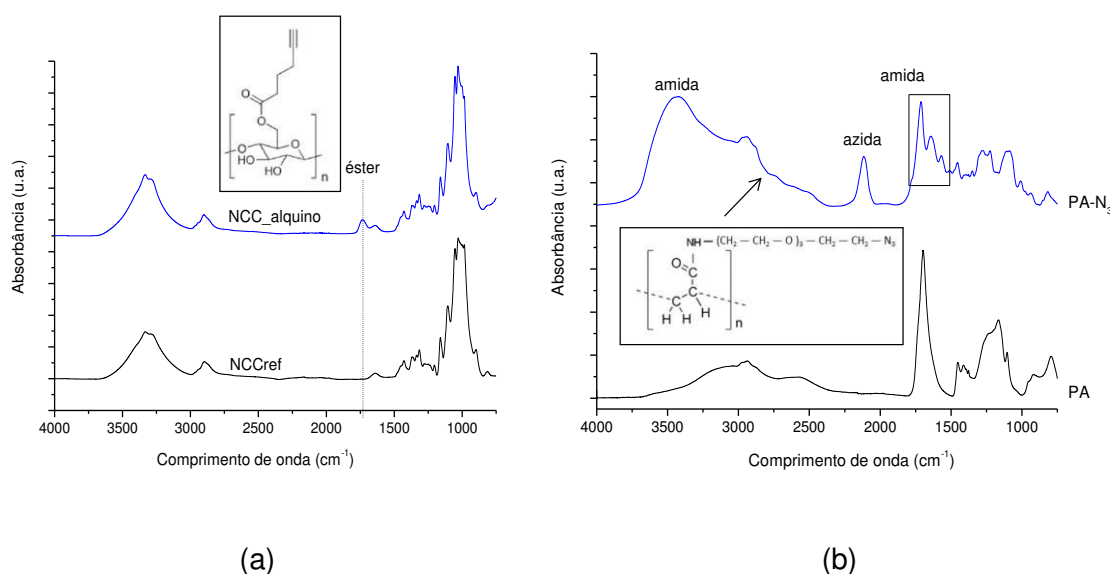 Absorbância (u.a.)
O
O
O
O
HO
HO
OH
n
éster
NCC_alquino
NCCref
4000 3500 3000 2500 2000 1500 1000
Comprimento de onda (cm⁻¹)
(a)
Absorbância (u.a.)
amida
amida
azida
PA-N₃
NH—(CH₂—CH₂—O)₃—CH₂—CH₂—N₃
O
C
C
C
H H H
n
PA
4000 3500 3000 2500 2000 1500 1000
Comprimento de onda (cm⁻¹)
(b)